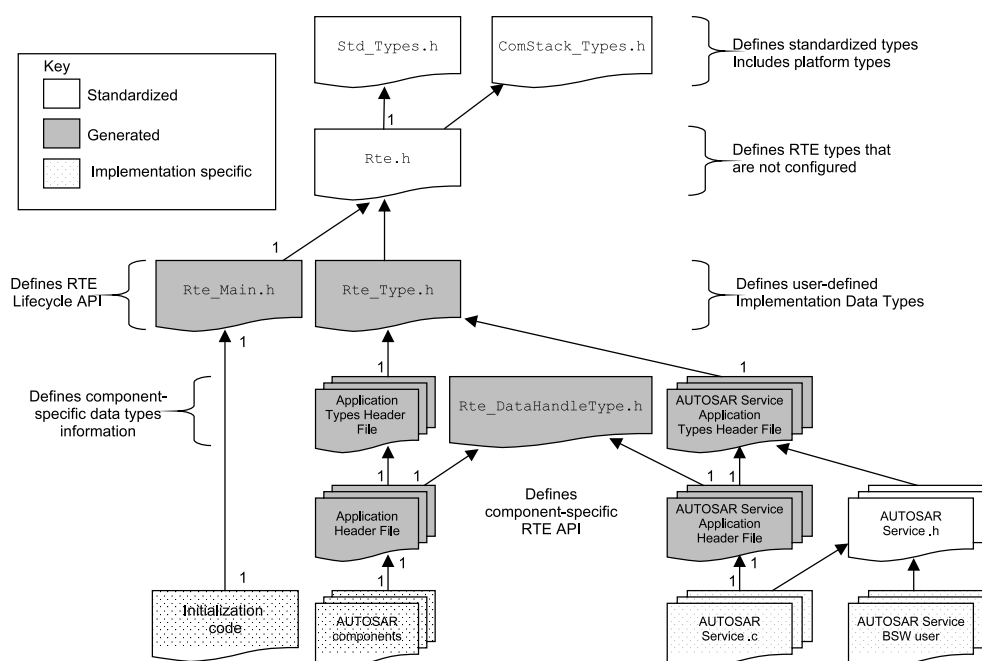 Std_Types.h
ComStack_Types.h
Defines standardized types
Includes platform types
Key
Standardized
Generated
Implementation specific
1
Rte.h
Defines RTE types that
are not configured
1
Defines RTE
Lifecycle API
Rte_Main.h
Rte_Type.h
Defines user-defined
Implementation Data Types
1
1
1
Defines component-
specific data types
information
Application
Types Header
File
Rte_DataHandleType.h
AUTOSAR Service
Application
Types Header File
1
1
1
1
Application
Header File
Defines
component-specific
RTE API
AUTOSAR Service
Application
Header File
AUTOSAR
Service .h
1
1
1
1
1
1
Initialization
code
AUTOSAR
components
AUTOSAR
Service .c
AUTOSAR Service
BSW user